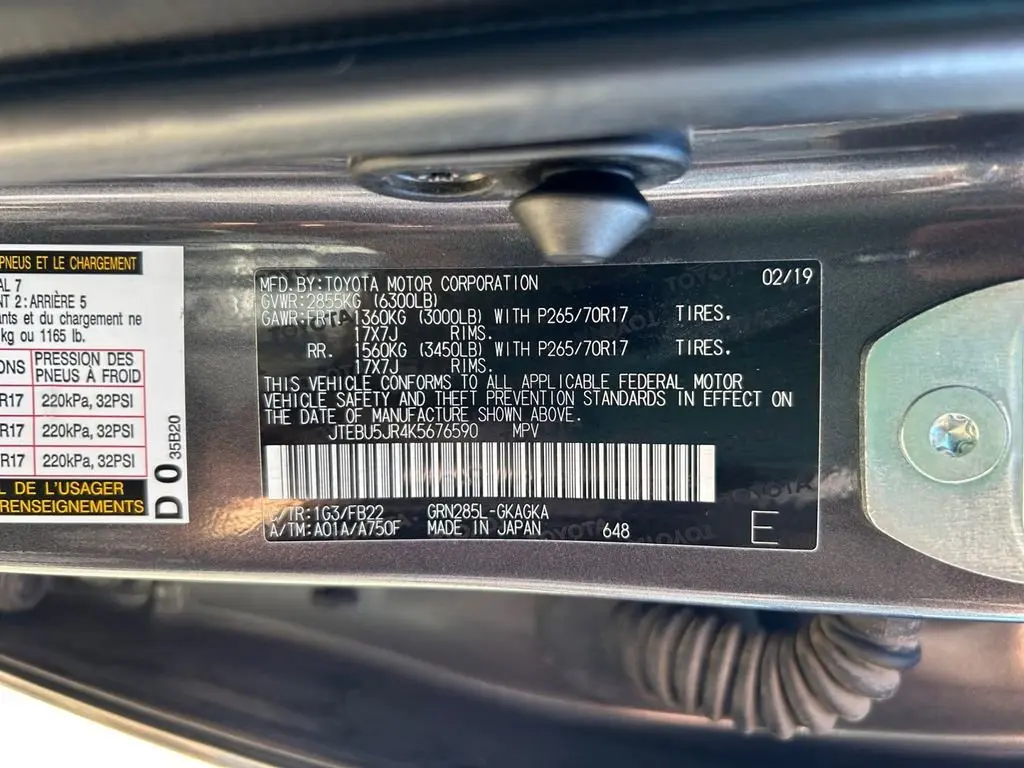 PNEUS ET LE CHARGEMENT
AL 7
NT 2: ARRIÈRE 5
ants et du chargement ne
kg ou 1165 lb.
ONS PRESSION DES PNEUS À FROID
R17 220kPa, 32PSI
R17 220kPa, 32PSI
R17 220kPa, 32PSI
L DE L'USAGER
RENSEIGNEMENTS
D 0 35B20
MFD.BY:TOYOTA MOTOR CORPORATION 02/19
GVWR:2855KG (6300LB)
GAWR:FRT 1360KG (3000LB) WITH P265/70R17 TIRES.
17X7J RIMS.
RR. 1560KG (3450LB) WITH P265/70R17 TIRES.
17X7J RIMS.
THIS VEHICLE CONFORMS TO ALL APPLICABLE FEDERAL MOTOR
VEHICLE SAFETY AND THEFT PREVENTION STANDARDS IN EFFECT ON
THE DATE OF MANUFACTURE SHOWN ABOVE.
JTEBU5JR4K5676590 MPV
C/TR:1G3/FB22 GRN285L-GKAGKA
A/TM:A01A/A750F MADE IN JAPAN 648 E